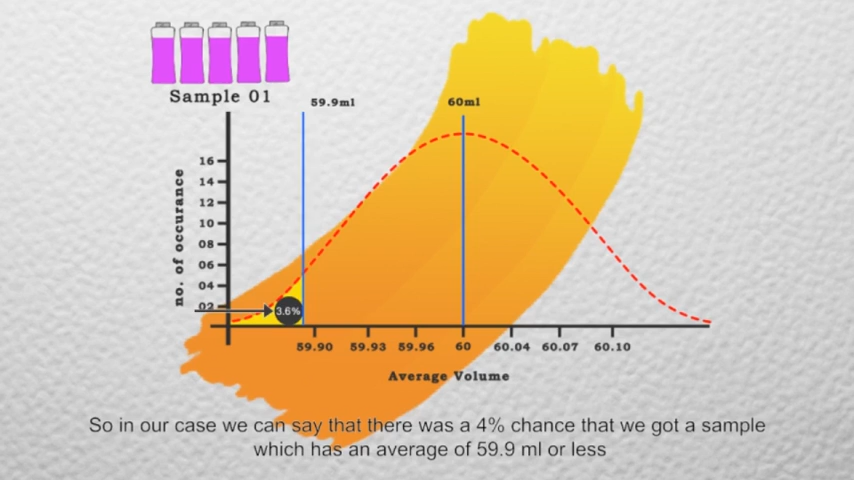 Sample 01
59.9ml
60ml
no. of occurance
16
14
12
10
08
06
04
02
3.6%
59.90 59.93 59.96 60 60.04 60.07 60.10
Average Volume
So in our case we can say that there was a 4% chance that we got a sample
which has an average of 59.9 ml or less